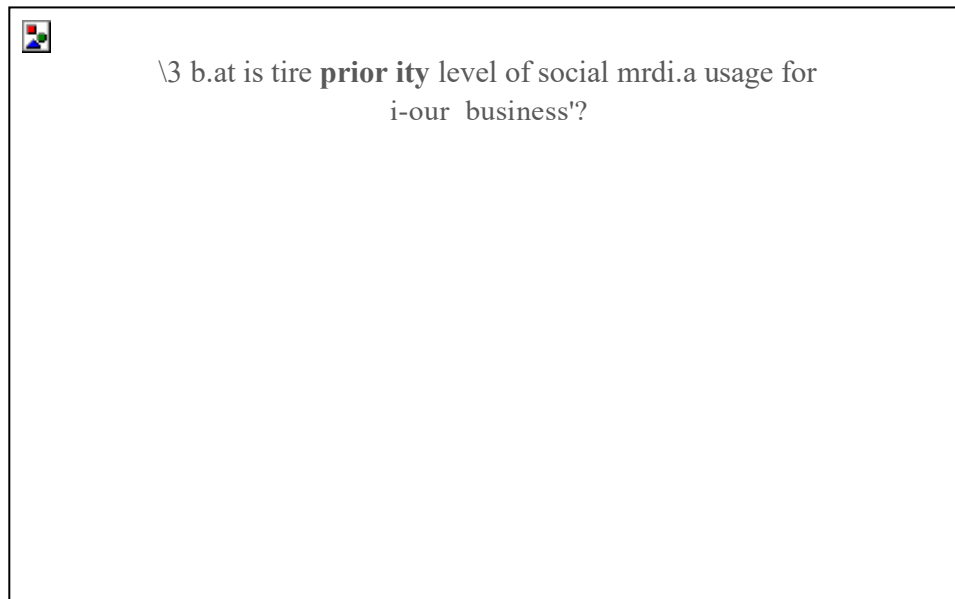 \3 b.at is tire prior ity level of social mrdi.a usage for
i-our  business'?